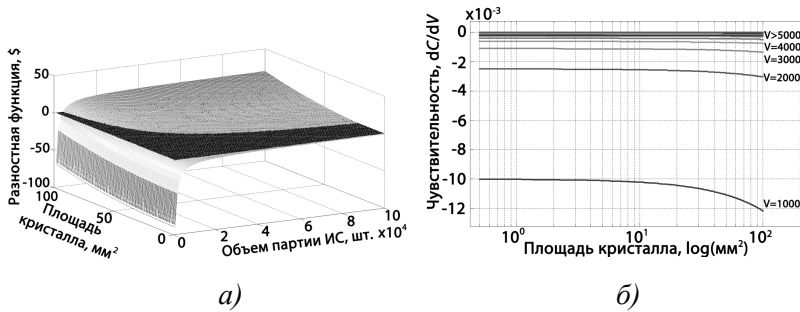 Разностная функция, $
50
0
-50
-100
100
50
0
Площадь
кристалла, мм²
0
2
4
6
8
10
Объем партии ИС, шт. x10⁴
а)
x10⁻³
Чувствительность, dC/dV
0
-2
-4
-6
-8
-10
-12
V>5000
V=4000
V=3000
V=2000
V=1000
10⁰
10¹
10²
Площадь кристалла, log(мм²)
б)